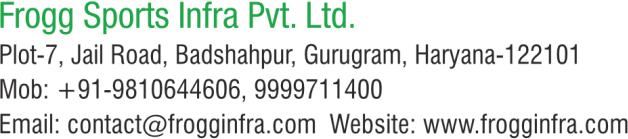 Frogg Sports Infra Pvt. Ltd.
Plot-7, Jail Road, Badshahpur, Gurugram, Haryana-122101
Mob: +91-9810644606, 9999711400
Email: contact@frogginfra.com  Website: www.frogginfra.com